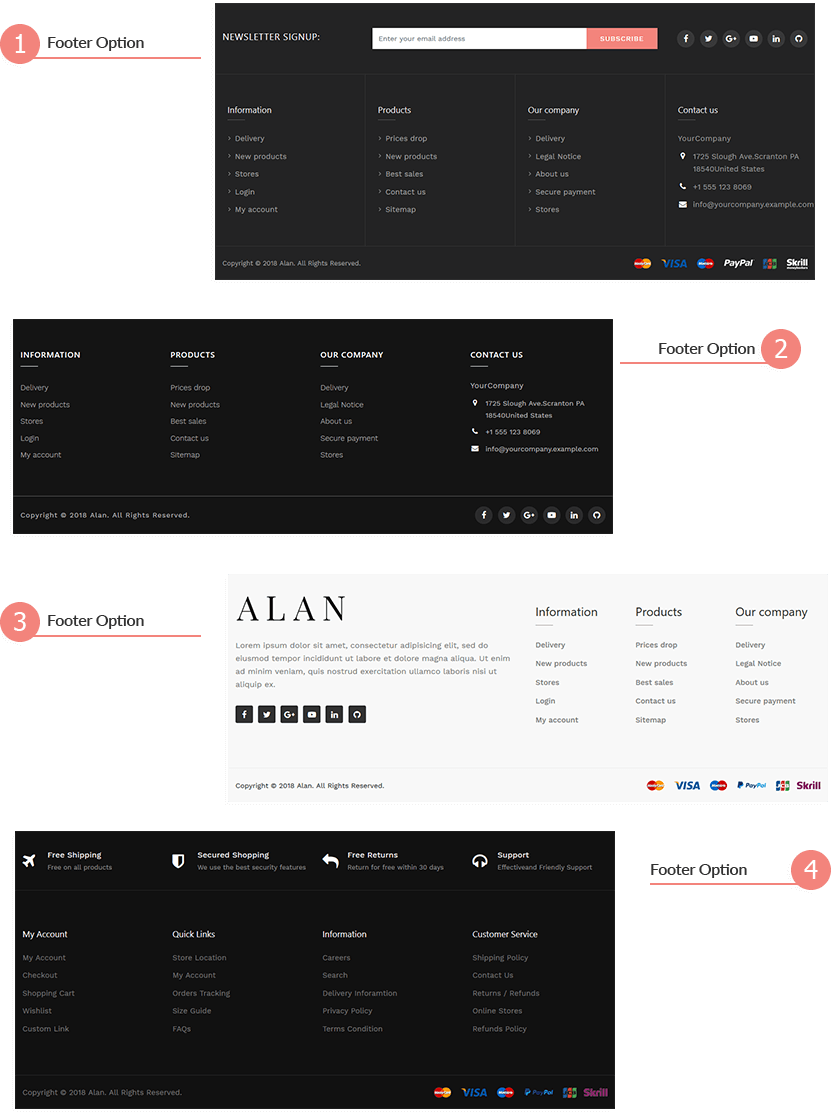 1 Footer Option
NEWSLETTER SIGNUP:
Enter your email address SUBSCRIBE
Information
› Delivery
› New products
› Stores
› Login
› My account
Products
› Prices drop
› New products
› Best sales
› Contact us
› Sitemap
Our company
› Delivery
› Legal Notice
› About us
› Secure payment
› Stores
Contact us
YourCompany
1725 Slough Ave.Scranton PA
18540United States
+1 555 123 8069
info@yourcompany.example.com
Copyright © 2018 Alan. All Rights Reserved.
MasterCard VISA Maestro PayPal JCB Skrill
moneybookers
Footer Option 2
INFORMATION
Delivery
New products
Stores
Login
My account
PRODUCTS
Prices drop
New products
Best sales
Contact us
Sitemap
OUR COMPANY
Delivery
Legal Notice
About us
Secure payment
Stores
CONTACT US
YourCompany
1725 Slough Ave.Scranton PA
18540United States
+1 555 123 8069
info@yourcompany.example.com
Copyright © 2018 Alan. All Rights Reserved.
3 Footer Option
ALAN
Lorem ipsum dolor sit amet, consectetur adipisicing elit, sed do
eiusmod tempor incididunt ut labore et dolore magna aliqua. Ut enim
ad minim veniam, quis nostrud exercitation ullamco laboris nisi ut
aliquip ex.
Information
Delivery
New products
Stores
Login
My account
Products
Prices drop
New products
Best sales
Contact us
Sitemap
Our company
Delivery
Legal Notice
About us
Secure payment
Stores
Copyright © 2018 Alan. All Rights Reserved.
MasterCard VISA Maestro PayPal JCB Skrill
Footer Option 4
Free Shipping
Free on all products
Secured Shopping
We use the best security features
Free Returns
Return for free within 30 days
Support
Effectiveand Friendly Support
My Account
My Account
Checkout
Shopping Cart
Wishlist
Custom Link
Quick Links
Store Location
My Account
Orders Tracking
Size Guide
FAQs
Information
Careers
Search
Delivery Inforamtion
Privacy Policy
Terms Condition
Customer Service
Shipping Policy
Contact Us
Returns / Refunds
Online Stores
Refunds Policy
Copyright © 2018 Alan. All Rights Reserved.
MasterCard VISA Maestro PayPal JCB Skrill